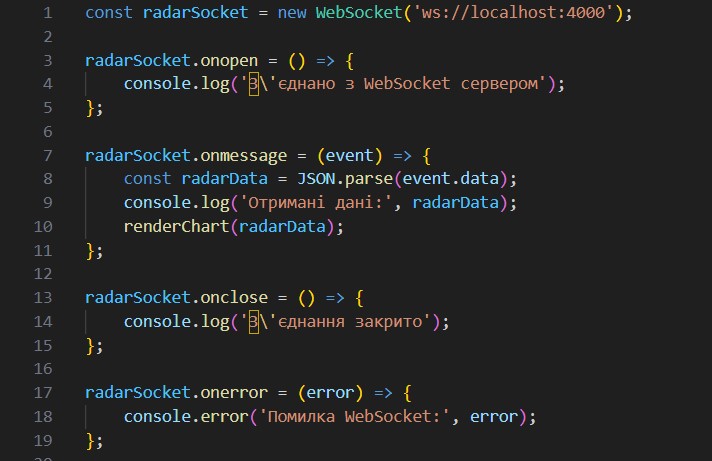 1 const radarSocket = new WebSocket('ws://localhost:4000');
2
3 radarSocket.onopen = () => {
4     console.log('З\'єднано з WebSocket сервером');
5 };
6
7 radarSocket.onmessage = (event) => {
8     const radarData = JSON.parse(event.data);
9     console.log('Отримані дані:', radarData);
10     renderChart(radarData);
11 };
12
13 radarSocket.onclose = () => {
14     console.log('З\'єднання закрито');
15 };
16
17 radarSocket.onerror = (error) => {
18     console.error('Помилка WebSocket:', error);
19 };